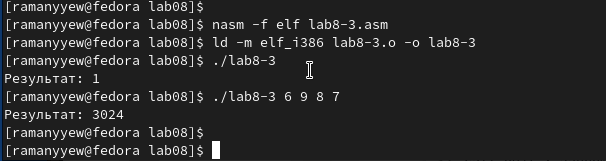 [ramanyyew@fedora lab08]$
[ramanyyew@fedora lab08]$ nasm -f elf lab8-3.asm
[ramanyyew@fedora lab08]$ ld -m elf_i386 lab8-3.o -o lab8-3
[ramanyyew@fedora lab08]$ ./lab8-3
Результат: 1
[ramanyyew@fedora lab08]$ ./lab8-3 6 9 8 7
Результат: 3024
[ramanyyew@fedora lab08]$
[ramanyyew@fedora lab08]$